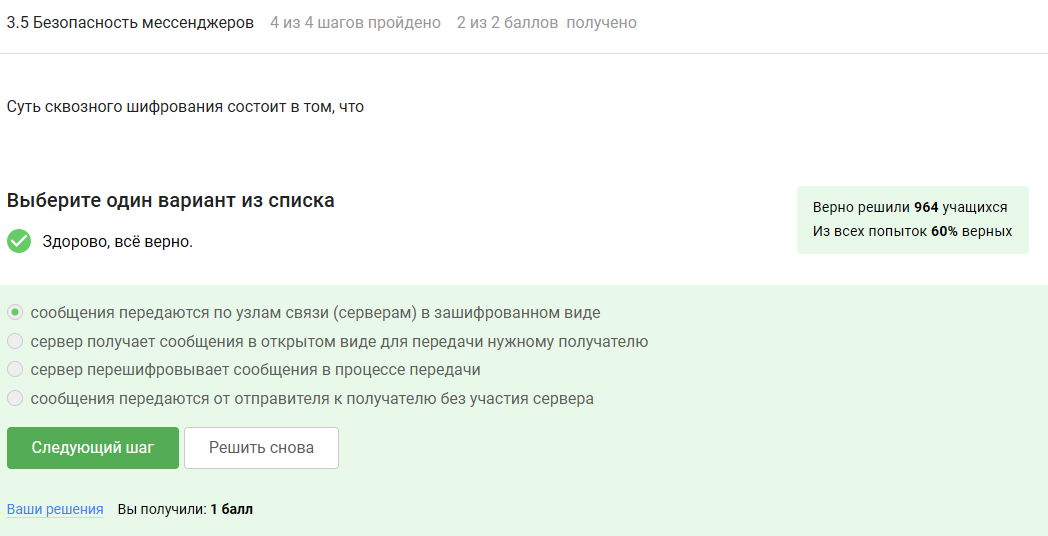 3.5 Безопасность мессенджеров 4 из 4 шагов пройдено 2 из 2 баллов получено
Суть сквозного шифрования состоит в том, что
Выберите один вариант из списка
Здорово, всё верно.
Верно решили 964 учащихся
Из всех попыток 60% верных
сообщения передаются по узлам связи (серверам) в зашифрованном виде
сервер получает сообщения в открытом виде для передачи нужному получателю
сервер перешифровывает сообщения в процессе передачи
сообщения передаются от отправителя к получателю без участия сервера
Следующий шаг Решить снова
Ваши решения Вы получили: 1 балл